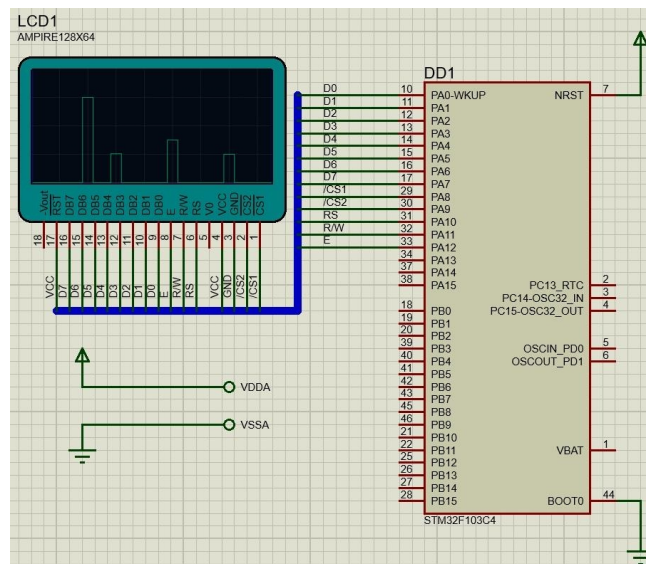 LCD1
AMPIRE128X64
-Vout
RST
DB7
DB6
DB5
DB4
DB3
DB2
DB1
DB0
E
R/W
RS
V0
VCC
GND
CS2
CS1
18
17
16
15
14
13
12
11
10
9
8
7
6
5
4
3
2
1
VCC
D7
D6
D5
D4
D3
D2
D1
D0
E
R/W
RS
VCC
GND
/CS2
/CS1
VDDA
VSSA
DD1
D0 10 PA0-WKUP NRST 7
D1 11 PA1
D2 12 PA2
D3 13 PA3
D4 14 PA4
D5 15 PA5
D6 16 PA6
D7 17 PA7
/CS1 29 PA8
/CS2 30 PA9
RS 31 PA10
R/W 32 PA11
E 33 PA12
34 PA13
37 PA14
38 PA15 PC13_RTC 2
PC14-OSC32_IN 3
18 PB0 PC15-OSC32_OUT 4
19 PB1
20 PB2
39 PB3 OSCIN_PD0 5
40 PB4 OSCOUT_PD1 6
41 PB5
42 PB6
43 PB7
45 PB8
46 PB9
21 PB10
22 PB11 VBAT 1
25 PB12
26 PB13
27 PB14
28 PB15 BOOT0 44
STM32F103C4